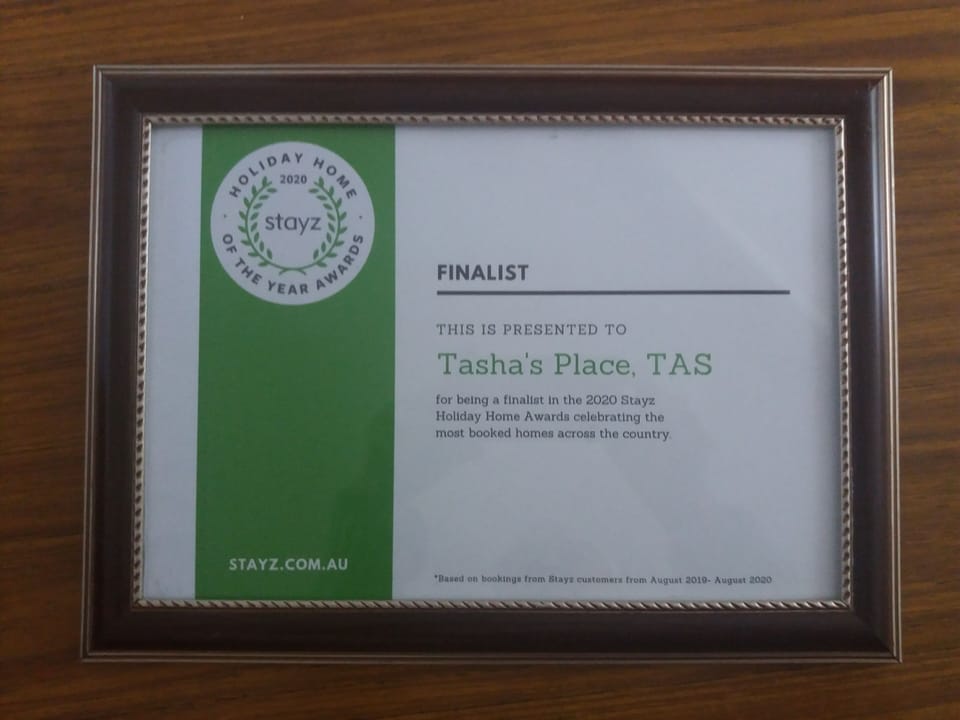 HOLIDAY HOME
2020
stayz
OF THE YEAR AWARDS
FINALIST
THIS IS PRESENTED TO
Tasha's Place, TAS
for being a finalist in the 2020 Stayz
Holiday Home Awards celebrating the
most booked homes across the country.
STAYZ.COM.AU
*Based on bookings from Stayz customers from August 2019- August 2020